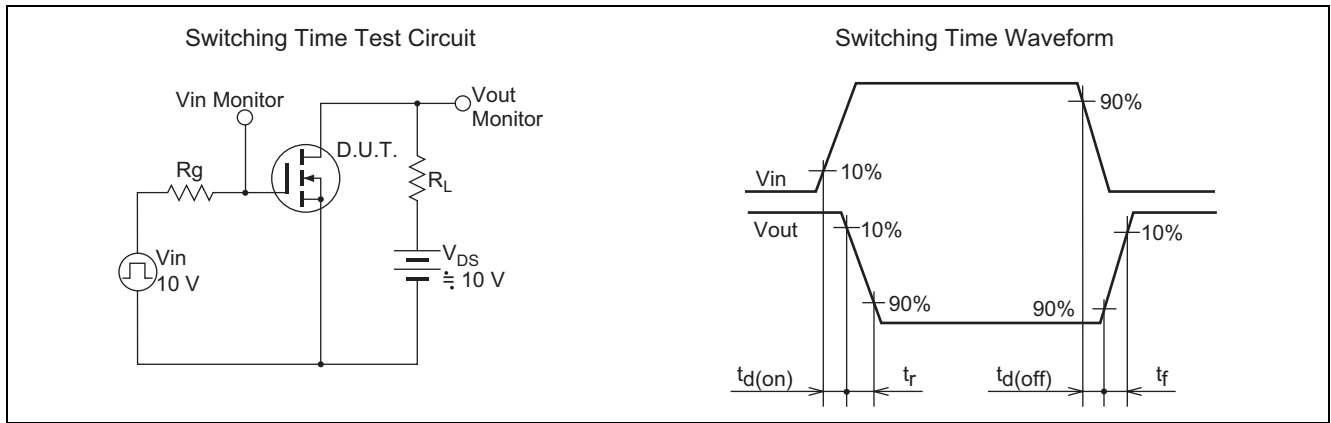 Switching Time Test Circuit
Vin Monitor
Vout
Monitor
D.U.T.
Rg
RL
Vin
10 V
VDS
≒ 10 V
Switching Time Waveform
90%
Vin
10%
Vout
10%
10%
90%
90%
td(on)
tr
td(off)
tf